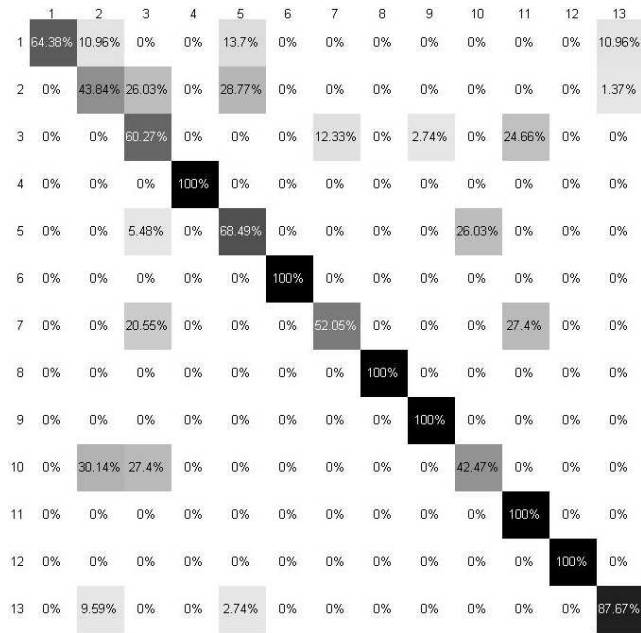 1 2 3 4 5 6 7 8 9 10 11 12 13
1 64.38% 10.96% 0% 0% 13.7% 0% 0% 0% 0% 0% 0% 0% 10.96%
2 0% 43.84% 26.03% 0% 28.77% 0% 0% 0% 0% 0% 0% 0% 1.37%
3 0% 0% 60.27% 0% 0% 0% 12.33% 0% 2.74% 0% 24.66% 0% 0%
4 0% 0% 0% 100% 0% 0% 0% 0% 0% 0% 0% 0% 0%
5 0% 0% 5.48% 0% 68.49% 0% 0% 0% 0% 26.03% 0% 0% 0%
6 0% 0% 0% 0% 0% 100% 0% 0% 0% 0% 0% 0% 0%
7 0% 0% 20.55% 0% 0% 0% 52.05% 0% 0% 0% 27.4% 0% 0%
8 0% 0% 0% 0% 0% 0% 0% 100% 0% 0% 0% 0% 0%
9 0% 0% 0% 0% 0% 0% 0% 0% 100% 0% 0% 0% 0%
10 0% 30.14% 27.4% 0% 0% 0% 0% 0% 0% 42.47% 0% 0% 0%
11 0% 0% 0% 0% 0% 0% 0% 0% 0% 0% 100% 0% 0%
12 0% 0% 0% 0% 0% 0% 0% 0% 0% 0% 0% 100% 0%
13 0% 9.59% 0% 0% 2.74% 0% 0% 0% 0% 0% 0% 0% 87.67%